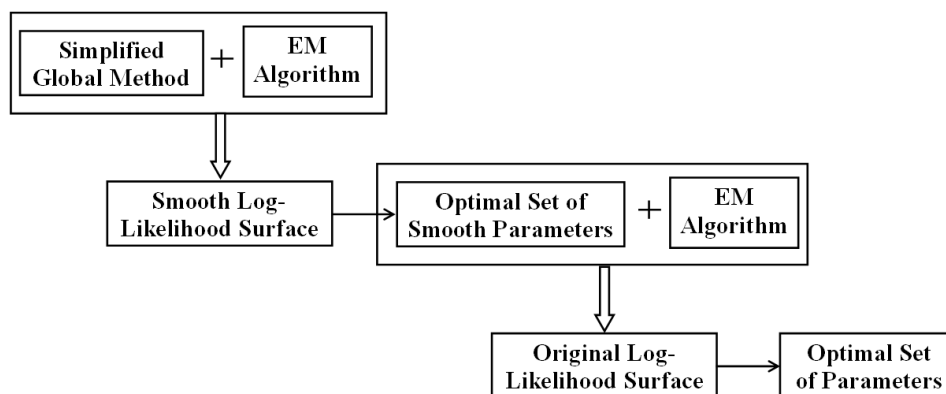 Simplified
Global Method
+
EM
Algorithm
Smooth Log-
Likelihood Surface
Optimal Set of
Smooth Parameters
+
EM
Algorithm
Original Log-
Likelihood Surface
Optimal Set
of Parameters